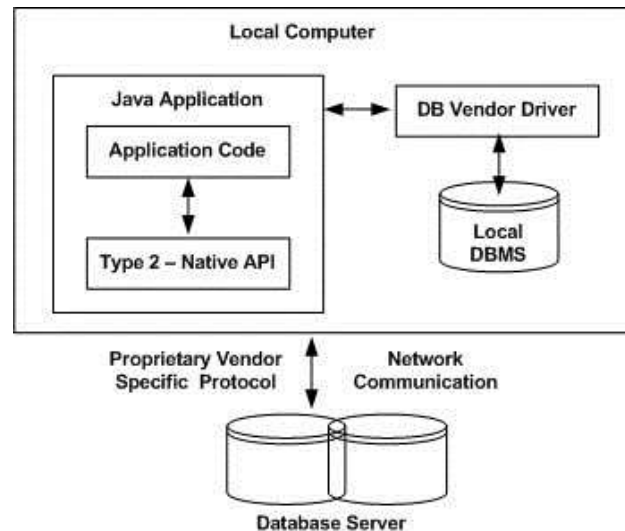 Local Computer
Java Application
Application Code
Type 2 – Native API
DB Vendor Driver
Local
DBMS
Proprietary Vendor
Specific Protocol
Network
Communication
Database Server